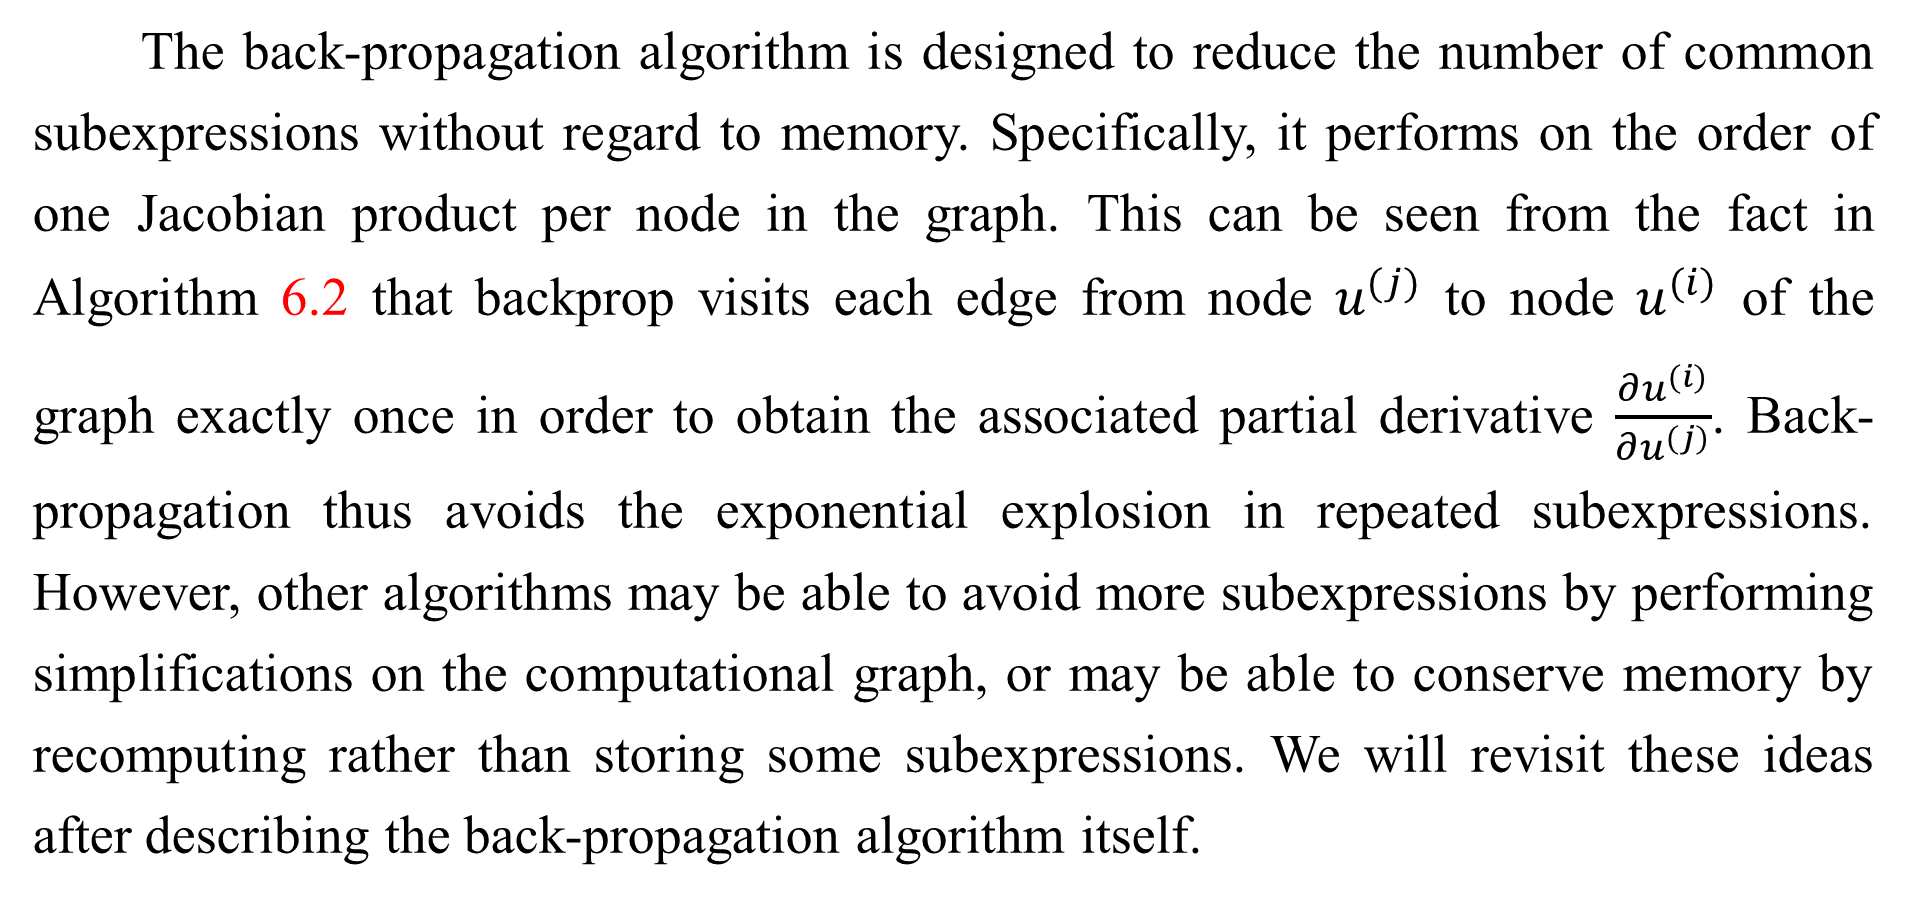 The back-propagation algorithm is designed to reduce the number of common
subexpressions without regard to memory. Specifically, it performs on the order of
one Jacobian product per node in the graph. This can be seen from the fact in
Algorithm 6.2 that backprop visits each edge from node $u^{(j)}$ to node $u^{(i)}$ of the
graph exactly once in order to obtain the associated partial derivative $\frac{\partial u^{(i)}}{\partial u^{(j)}}$. Back-
propagation thus avoids the exponential explosion in repeated subexpressions.
However, other algorithms may be able to avoid more subexpressions by performing
simplifications on the computational graph, or may be able to conserve memory by
recomputing rather than storing some subexpressions. We will revisit these ideas
after describing the back-propagation algorithm itself.